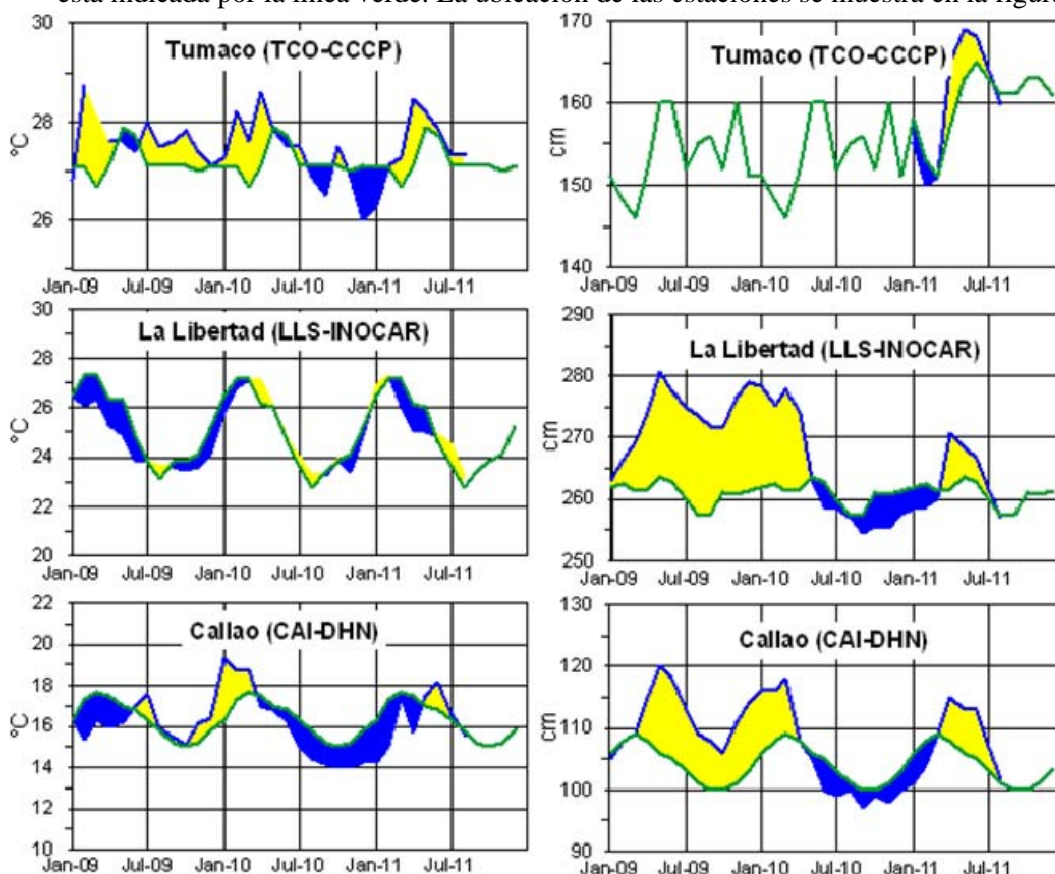 está indicada por la línea verde. La ubicación de las estaciones se muestra en la figura
30
28
26
°C
Tumaco (TCO-CCCP)
Jan-09 Jul-09 Jan-10 Jul-10 Jan-11 Jul-11
170
160
150
140
cm
Tumaco (TCO-CCCP)
Jan-09 Jul-09 Jan-10 Jul-10 Jan-11 Jul-11
30
28
26
24
22
20
°C
La Libertad (LLS-INOCAR)
Jan-09 Jul-09 Jan-10 Jul-10 Jan-11 Jul-11
290
280
270
260
250
cm
La Libertad (LLS-INOCAR)
Jan-09 Jul-09 Jan-10 Jul-10 Jan-11 Jul-11
22
20
18
16
14
12
10
°C
Callao (CAI-DHN)
Jan-09 Jul-09 Jan-10 Jul-10 Jan-11 Jul-11
130
120
110
100
90
cm
Callao (CAI-DHN)
Jan-09 Jul-09 Jan-10 Jul-10 Jan-11 Jul-11